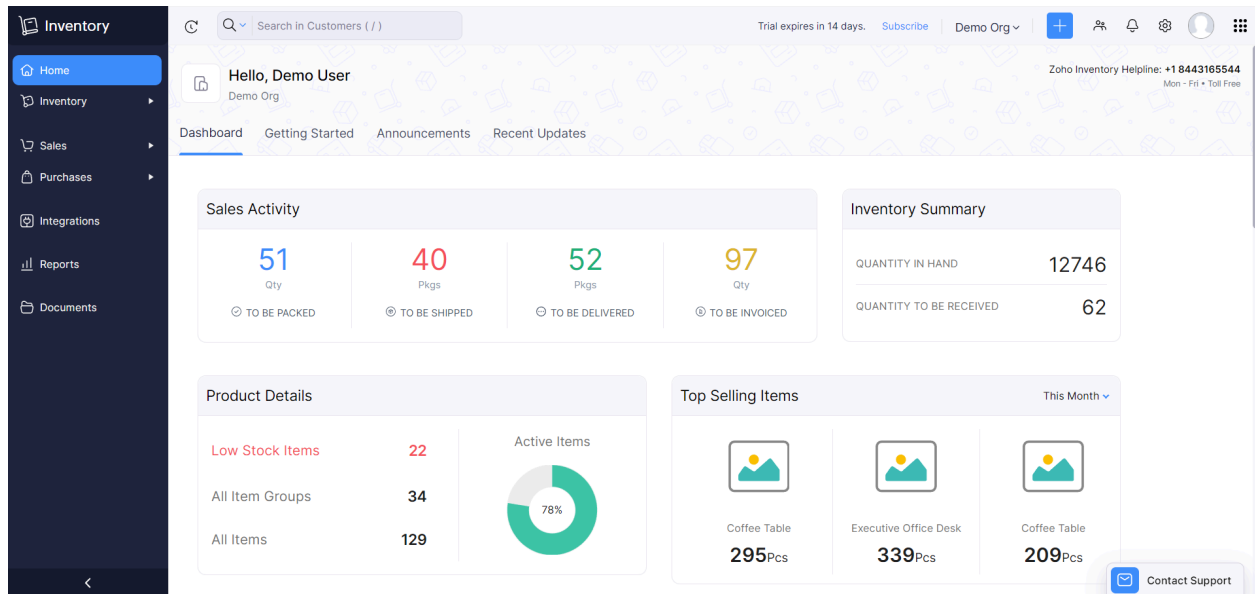 Inventory
Search in Customers ( / )
Trial expires in 14 days. Subscribe
Demo Org
Home
Inventory
Sales
Purchases
Integrations
Reports
Documents
Hello, Demo User
Demo Org
Zoho Inventory Helpline: +1 8443165544
Mon - Fri • Toll Free
Dashboard Getting Started Announcements Recent Updates
Sales Activity
51
Qty
TO BE PACKED
40
Pkgs
TO BE SHIPPED
52
Pkgs
TO BE DELIVERED
97
Qty
TO BE INVOICED
Inventory Summary
QUANTITY IN HAND 12746
QUANTITY TO BE RECEIVED 62
Product Details
Low Stock Items 22
All Item Groups 34
All Items 129
Active Items
78%
Top Selling Items This Month
Coffee Table
295Pcs
Executive Office Desk
339Pcs
Coffee Table
209Pcs
Contact Support